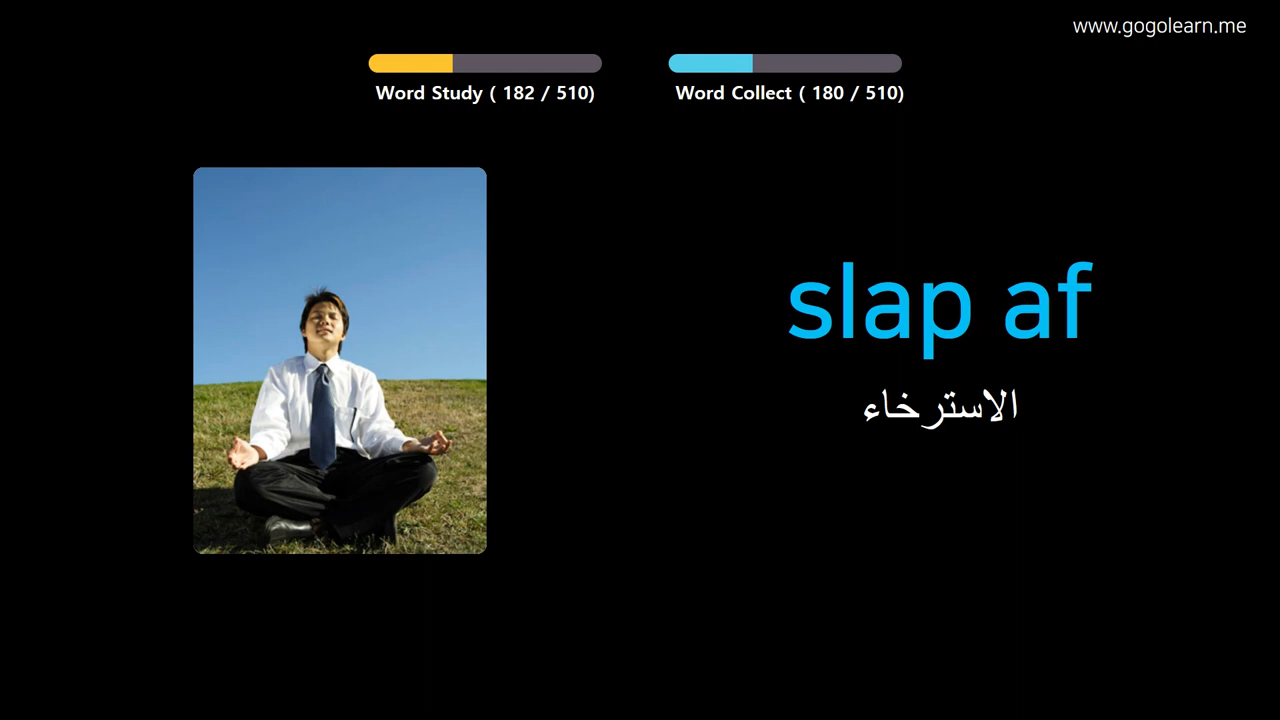 www.gogolearn.me
Word Study ( 182 / 510)
Word Collect ( 180 / 510)
slap af
الاسترخاء